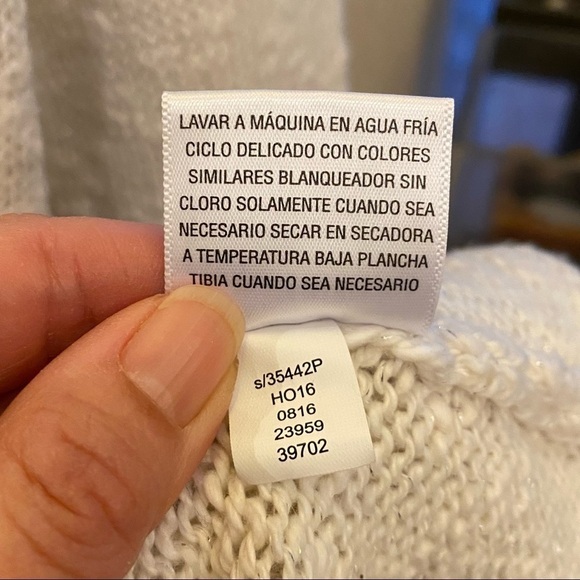 LAVAR A MÁQUINA EN AGUA FRÍA
CICLO DELICADO CON COLORES
SIMILARES BLANQUEADOR SIN
CLORO SOLAMENTE CUANDO SEA
NECESARIO SECAR EN SECADORA
A TEMPERATURA BAJA PLANCHA
TIBIA CUANDO SEA NECESARIO
s/35442P
HO16
0816
23959
39702